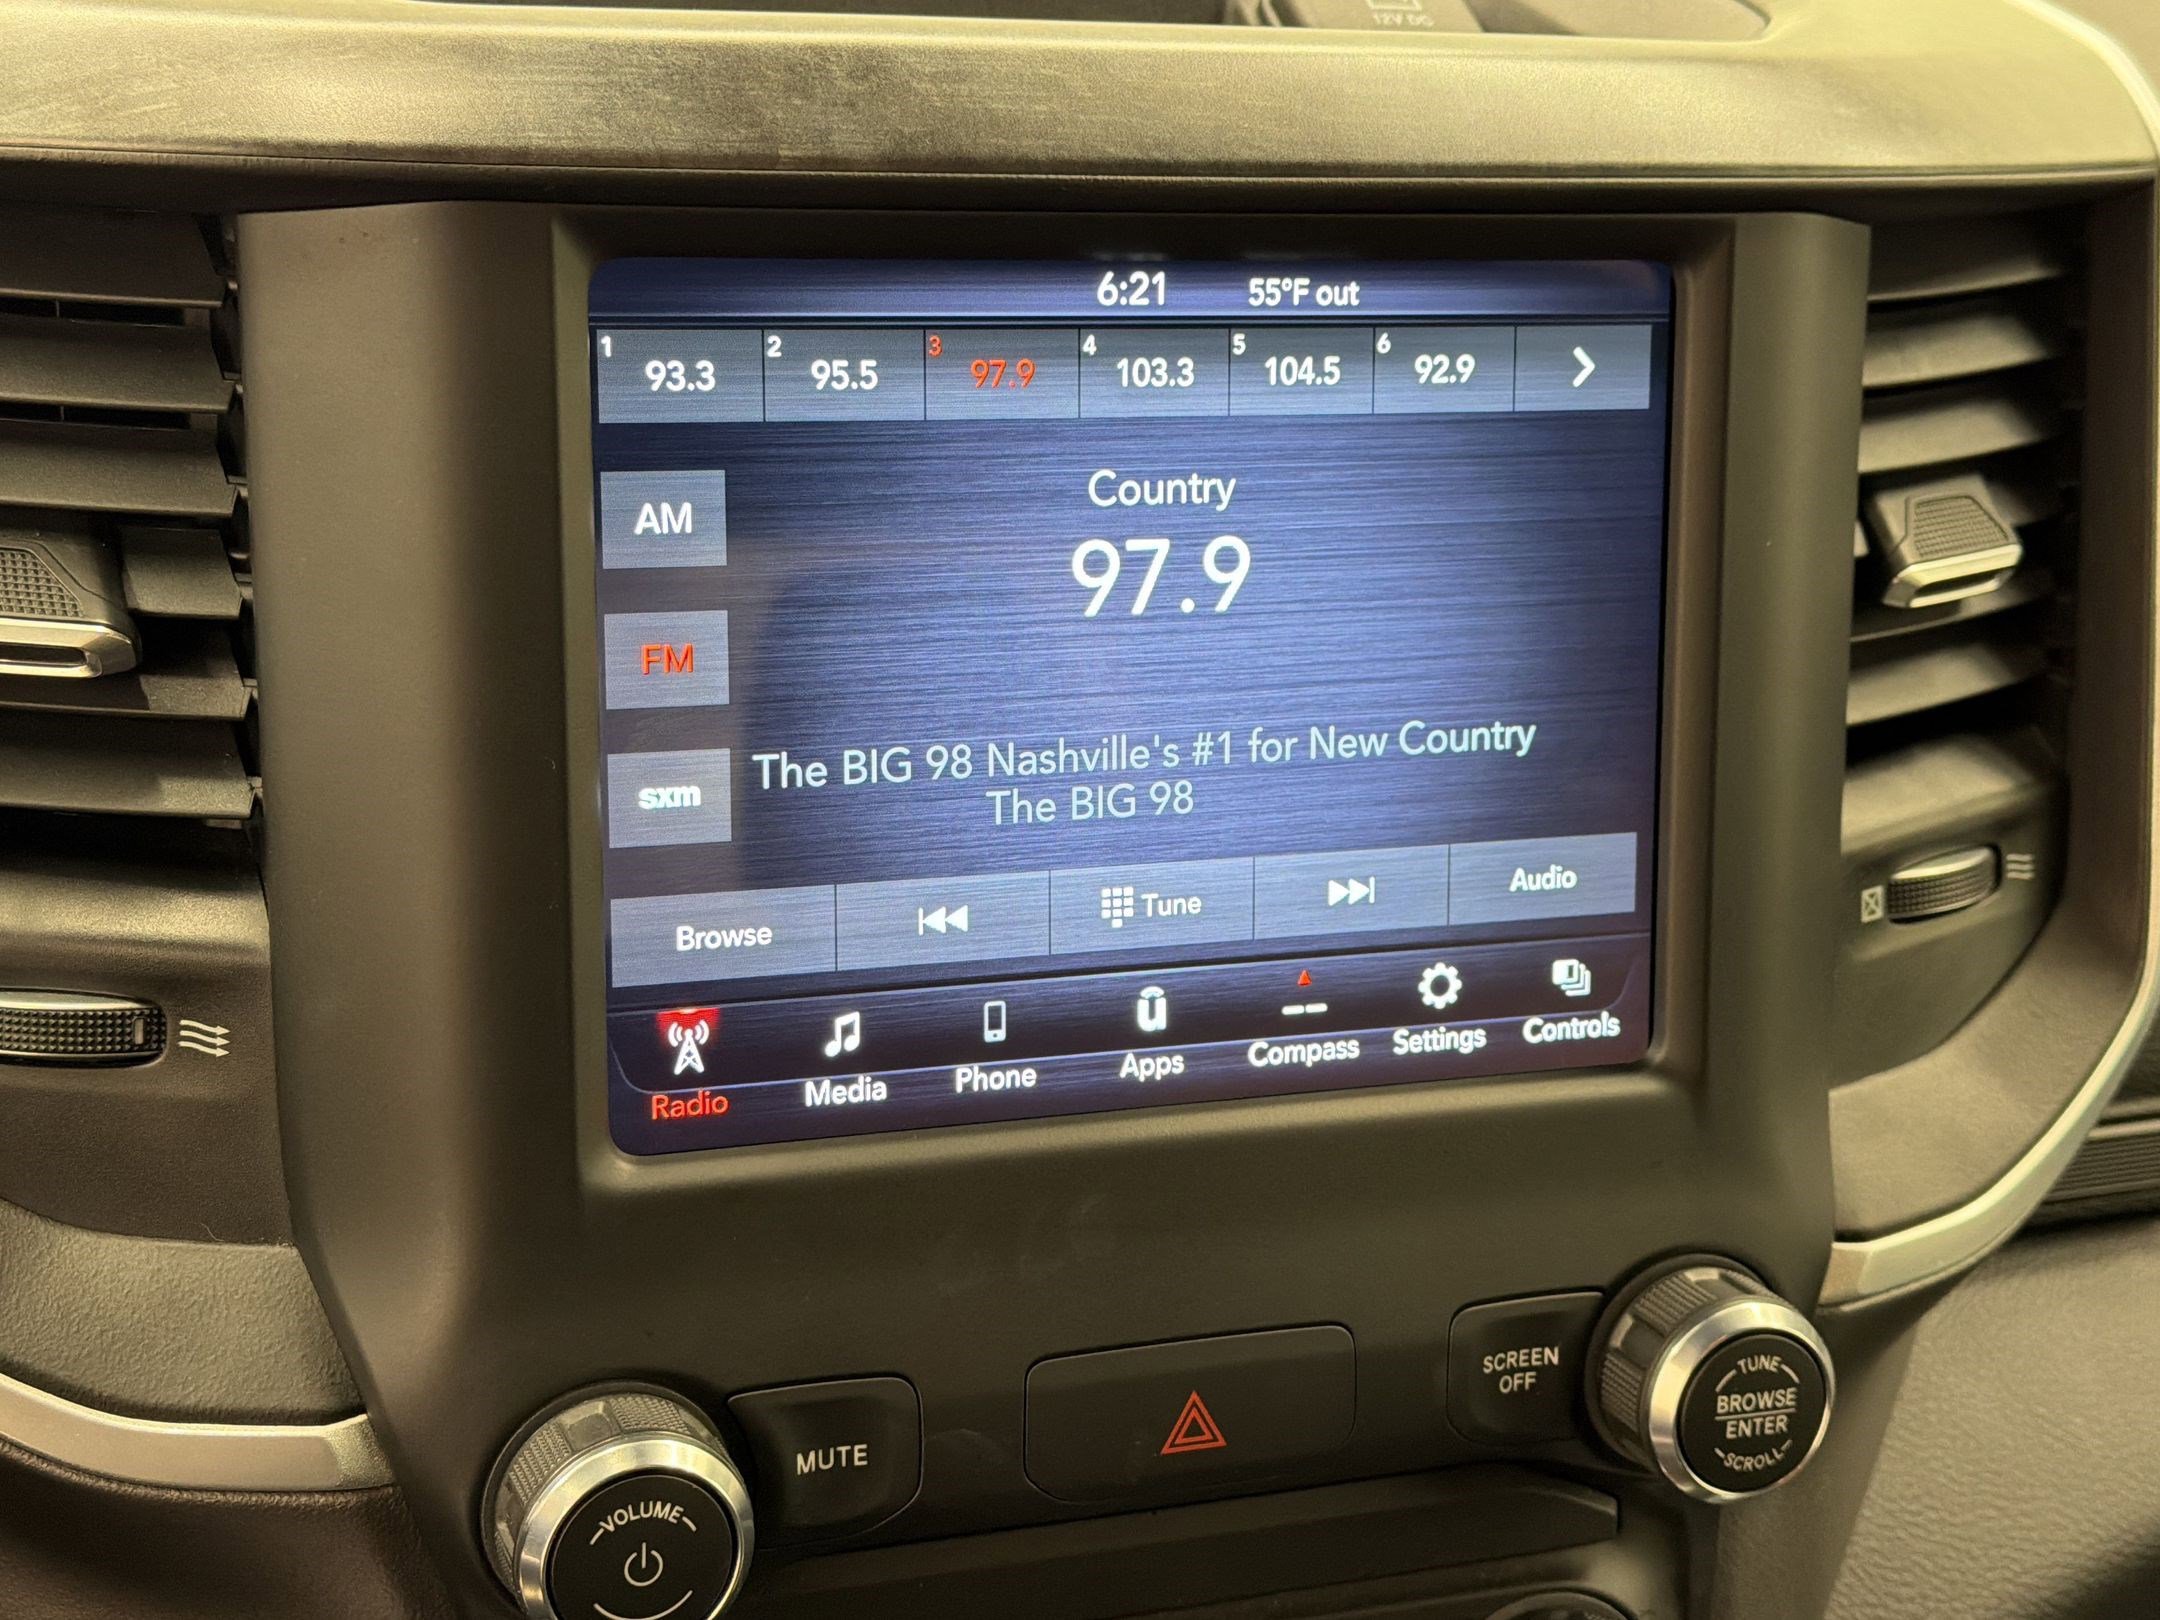 12V DC
6:21 55°F out
1 93.3 2 95.5 3 97.9 4 103.3 5 104.5 6 92.9
Country
97.9
AM
FM
sxm
The BIG 98 Nashville's #1 for New Country
The BIG 98
Browse Tune Audio
Radio Media Phone Apps Compass Settings Controls
VOLUME
MUTE
SCREEN
OFF
TUNE
BROWSE
ENTER
SCROLL